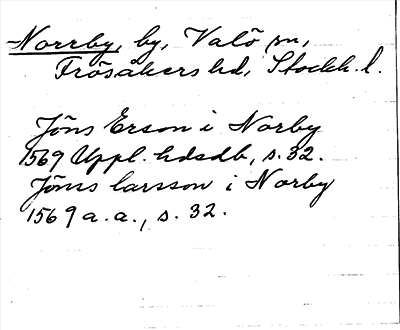 Norrby, by, Valö sn,
Frösåkers hd, Stockh. l.
Jöns Erson i Norby
1569 Uppl. hdsdb, s. 32.
Jöns larsson i Norby
1569 a. a., s. 32.